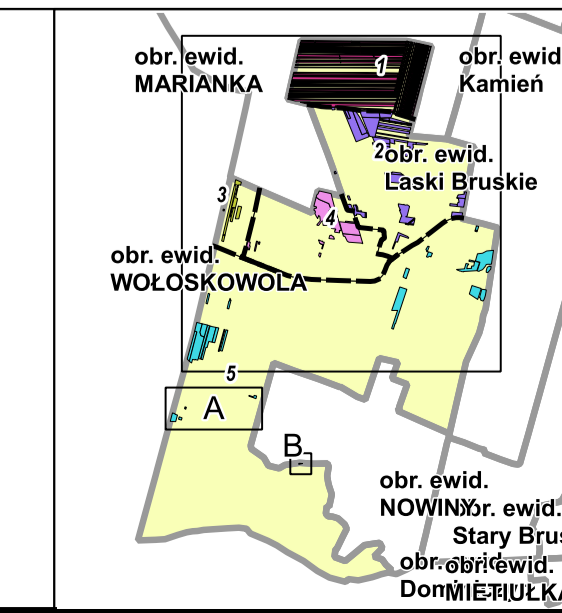 obr. ewid.
MARIANKA
1
obr. ewid
Kamień
2
obr. ewid.
Laski Bruskie
3
4
obr. ewid.
WOŁOSKOWOLA
5
A
B
obr. ewid.
NOWINY
obr. ewid.
Stary Brus
obr. ewid.
obr. ewid.
MIETIUŁKA